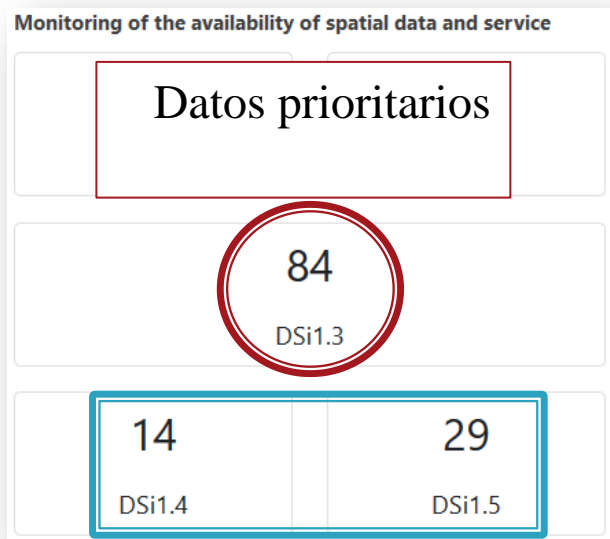 Monitoring of the availability of spatial data and service
Datos prioritarios
84
DSi1.3
14 29
DSi1.4 DSi1.5